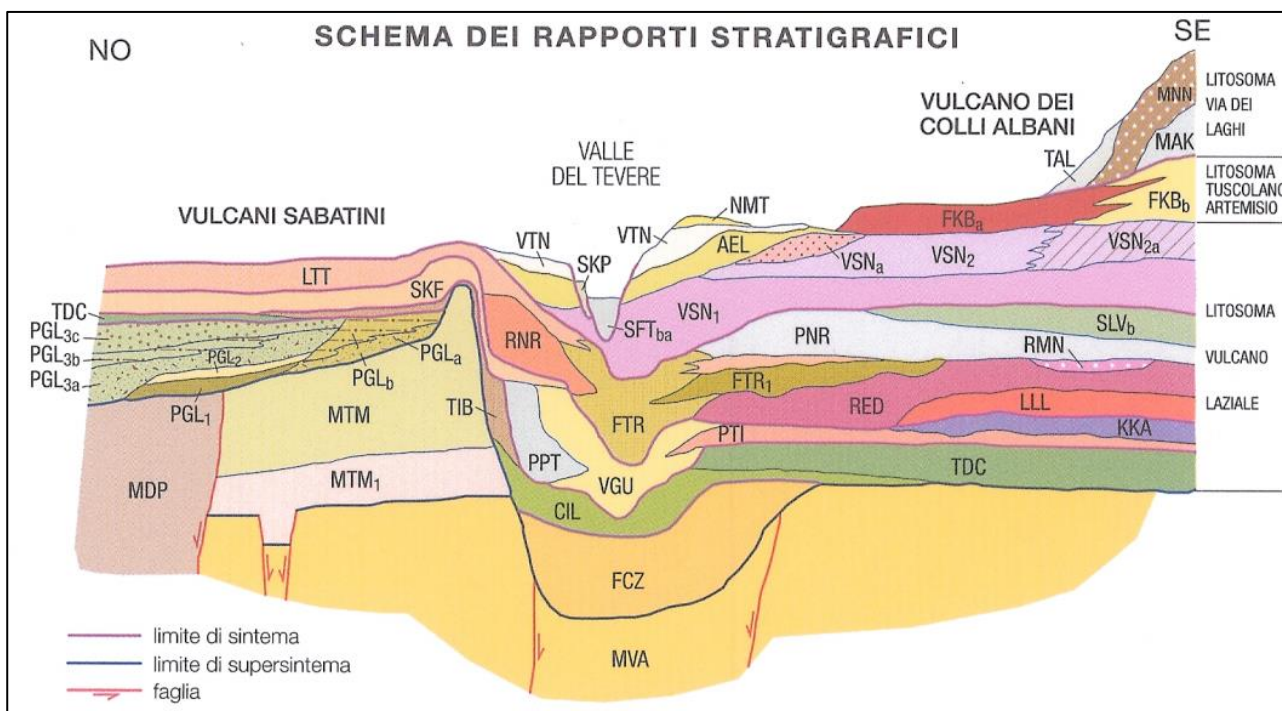 SCHEMA DEI RAPPORTI STRATIGRAFICI
NO
SE
VULCANI SABATINI
VALLE
DEL TEVERE
VULCANO DEI
COLLI ALBANI
LITOSOMA
VIA DEI
LAGHI
LITOSOMA
TUSCOLANO
ARTEMISIO
LITOSOMA
VULCANO
LAZIALE
MNN
MAK
TAL
FKBb
FKBa
NMT
VTN
VTN
SKP
AEL
VSNa
VSN2
VSN2a
LTT
SKF
TDC
PGL3c
PGL3b
PGL3a
PGL2
PGLa
PGLb
PGL1
RNR
SFTba
VSN1
PNR
SLVb
RMN
FTR1
FTR
RED
LLL
KKA
PTI
TDC
MTM
TIB
PPT
VGU
MDP
MTM1
CIL
FCZ
MVA
limite di sintema
limite di supersintema
faglia